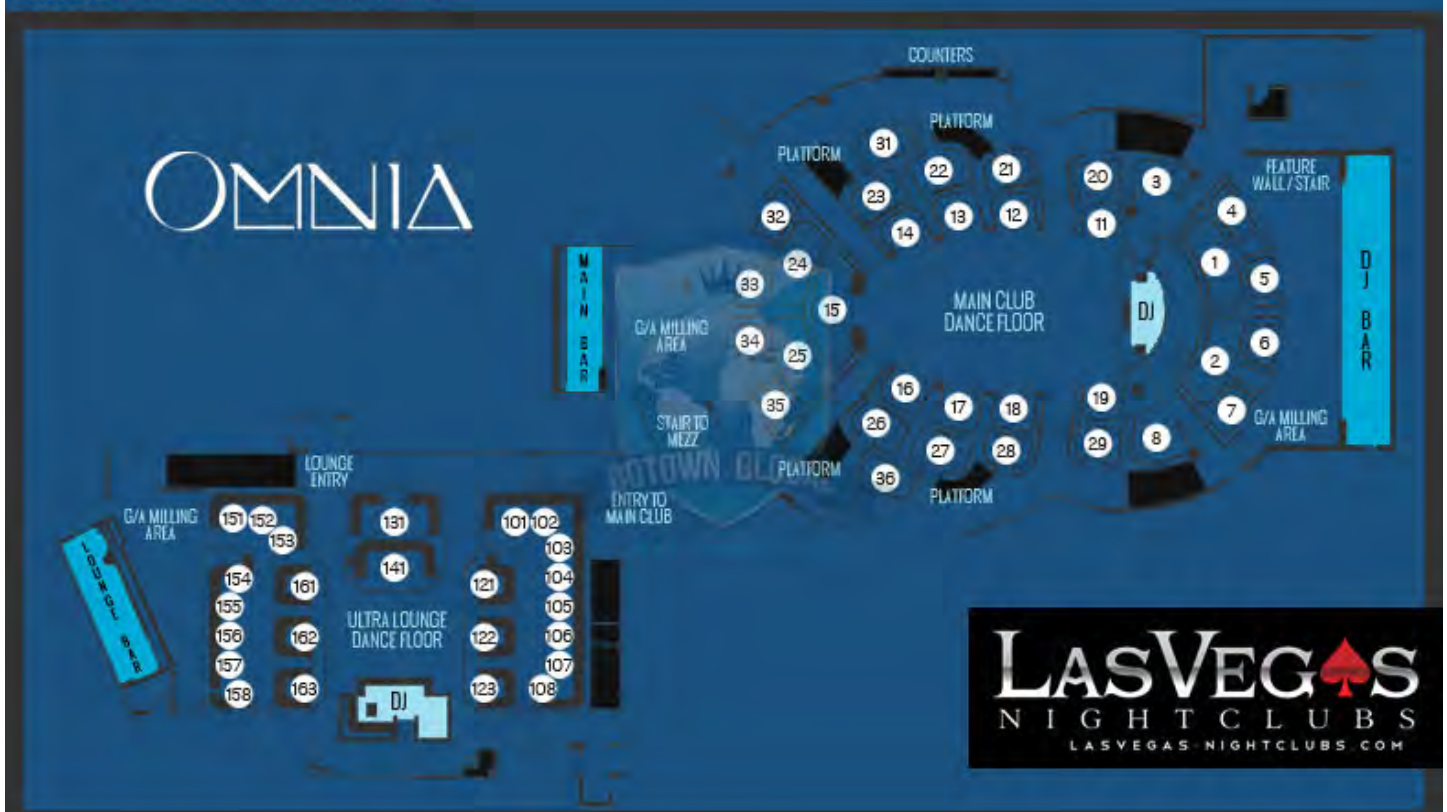 COUNTERS
PLATFORM
PLATFORM
31
22
21
20
3
FEATURE
WALL / STAIR
23
4
32
14
13
12
11
OMNIA
24
1
5
33
15
MAIN BAR
MAIN CLUB
DANCE FLOOR
DJ
DJ BAR
G/A MILLING
AREA
34
25
6
2
35
16
17
18
19
7
G/A MILLING
AREA
STAIR TO
MEZZ
26
27
28
29
8
PLATFORM
36
PLATFORM
LOUNGE
ENTRY
ENTRY TO
MAIN CLUB
G/A MILLING
AREA
151
152
153
131
101
102
103
LOUNGE BAR
154
161
141
121
104
155
ULTRA LOUNGE
DANCE FLOOR
105
156
162
122
106
157
107
158
163
DJ
123
108
LASVEGAS
NIGHTCLUBS
LASVEGAS-NIGHTCLUBS.COM